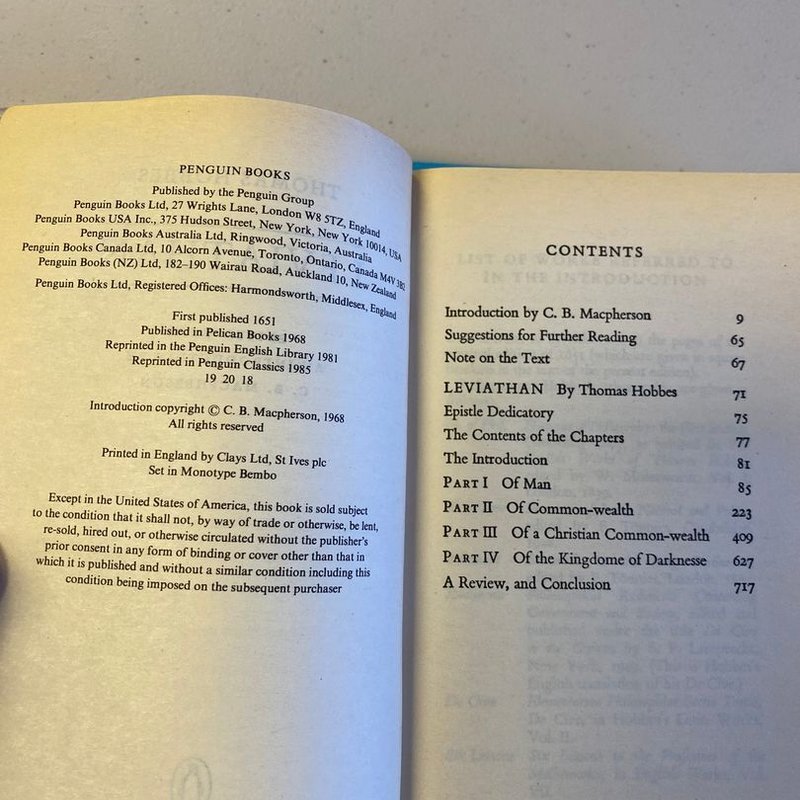 PENGUIN BOOKS
Published by the Penguin Group
Penguin Books Ltd, 27 Wrights Lane, London W8 5TZ, England
Penguin Books USA Inc., 375 Hudson Street, New York, New York 10014, USA
Penguin Books Australia Ltd, Ringwood, Victoria, Australia
Penguin Books Canada Ltd, 10 Alcorn Avenue, Toronto, Ontario, Canada M4V 3B2
Penguin Books (NZ) Ltd, 182–190 Wairau Road, Auckland 10, New Zealand
Penguin Books Ltd, Registered Offices: Harmondsworth, Middlesex, England
First published 1651
Published in Pelican Books 1968
Reprinted in the Penguin English Library 1981
Reprinted in Penguin Classics 1985
19 20 18
Introduction copyright © C. B. Macpherson, 1968
All rights reserved
Printed in England by Clays Ltd, St Ives plc
Set in Monotype Bembo
Except in the United States of America, this book is sold subject
to the condition that it shall not, by way of trade or otherwise, be lent,
re-sold, hired out, or otherwise circulated without the publisher's
prior consent in any form of binding or cover other than that in
which it is published and without a similar condition including this
condition being imposed on the subsequent purchaser
CONTENTS
Introduction by C. B. Macpherson 9
Suggestions for Further Reading 65
Note on the Text 67
LEVIATHAN By Thomas Hobbes 71
Epistle Dedicatory 75
The Contents of the Chapters 77
The Introduction 81
PART I Of Man 85
PART II Of Common-wealth 223
PART III Of a Christian Common-wealth 409
PART IV Of the Kingdome of Darknesse 627
A Review, and Conclusion 717